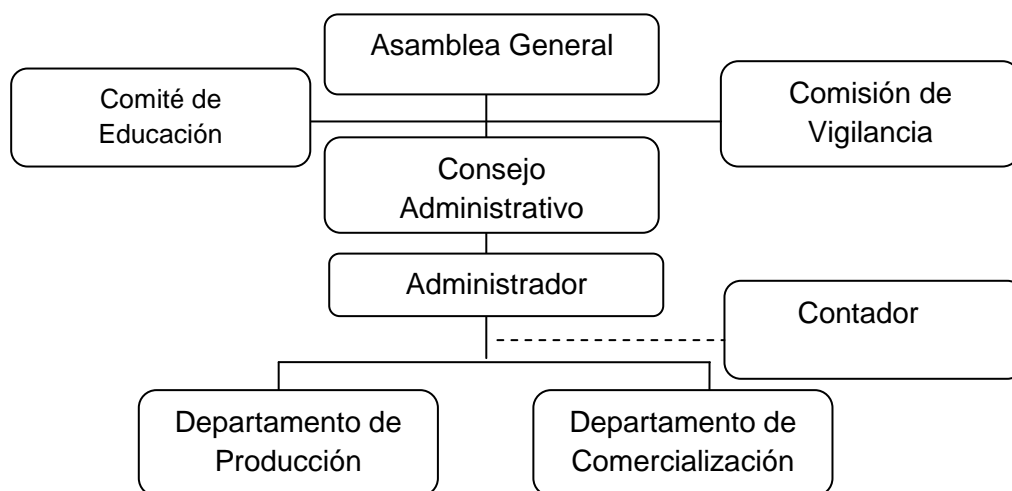 Asamblea General
Comité de
Educación
Comisión de
Vigilancia
Consejo
Administrativo
Administrador
Contador
Departamento de
Producción
Departamento de
Comercialización